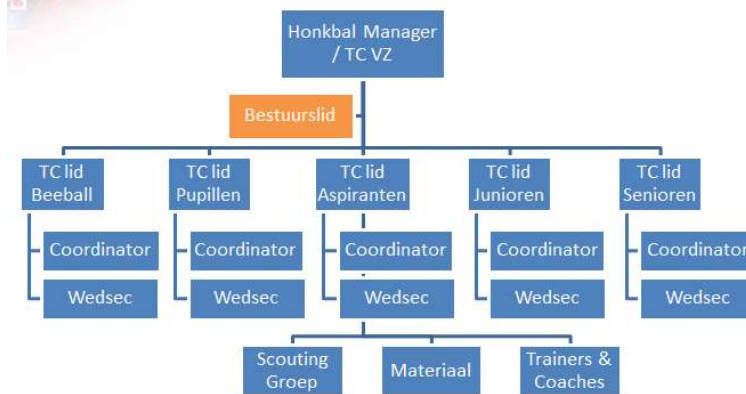 Honkbal Manager
/ TC VZ
Bestuurslid
TC lid
Beeball
TC lid
Pupillen
TC lid
Aspiranten
TC lid
Junioren
TC lid
Senioren
Coordinator
Coordinator
Coordinator
Coordinator
Coordinator
Wedsec
Wedsec
Wedsec
Wedsec
Wedsec
Scouting
Groep
Materiaal
Trainers &
Coaches